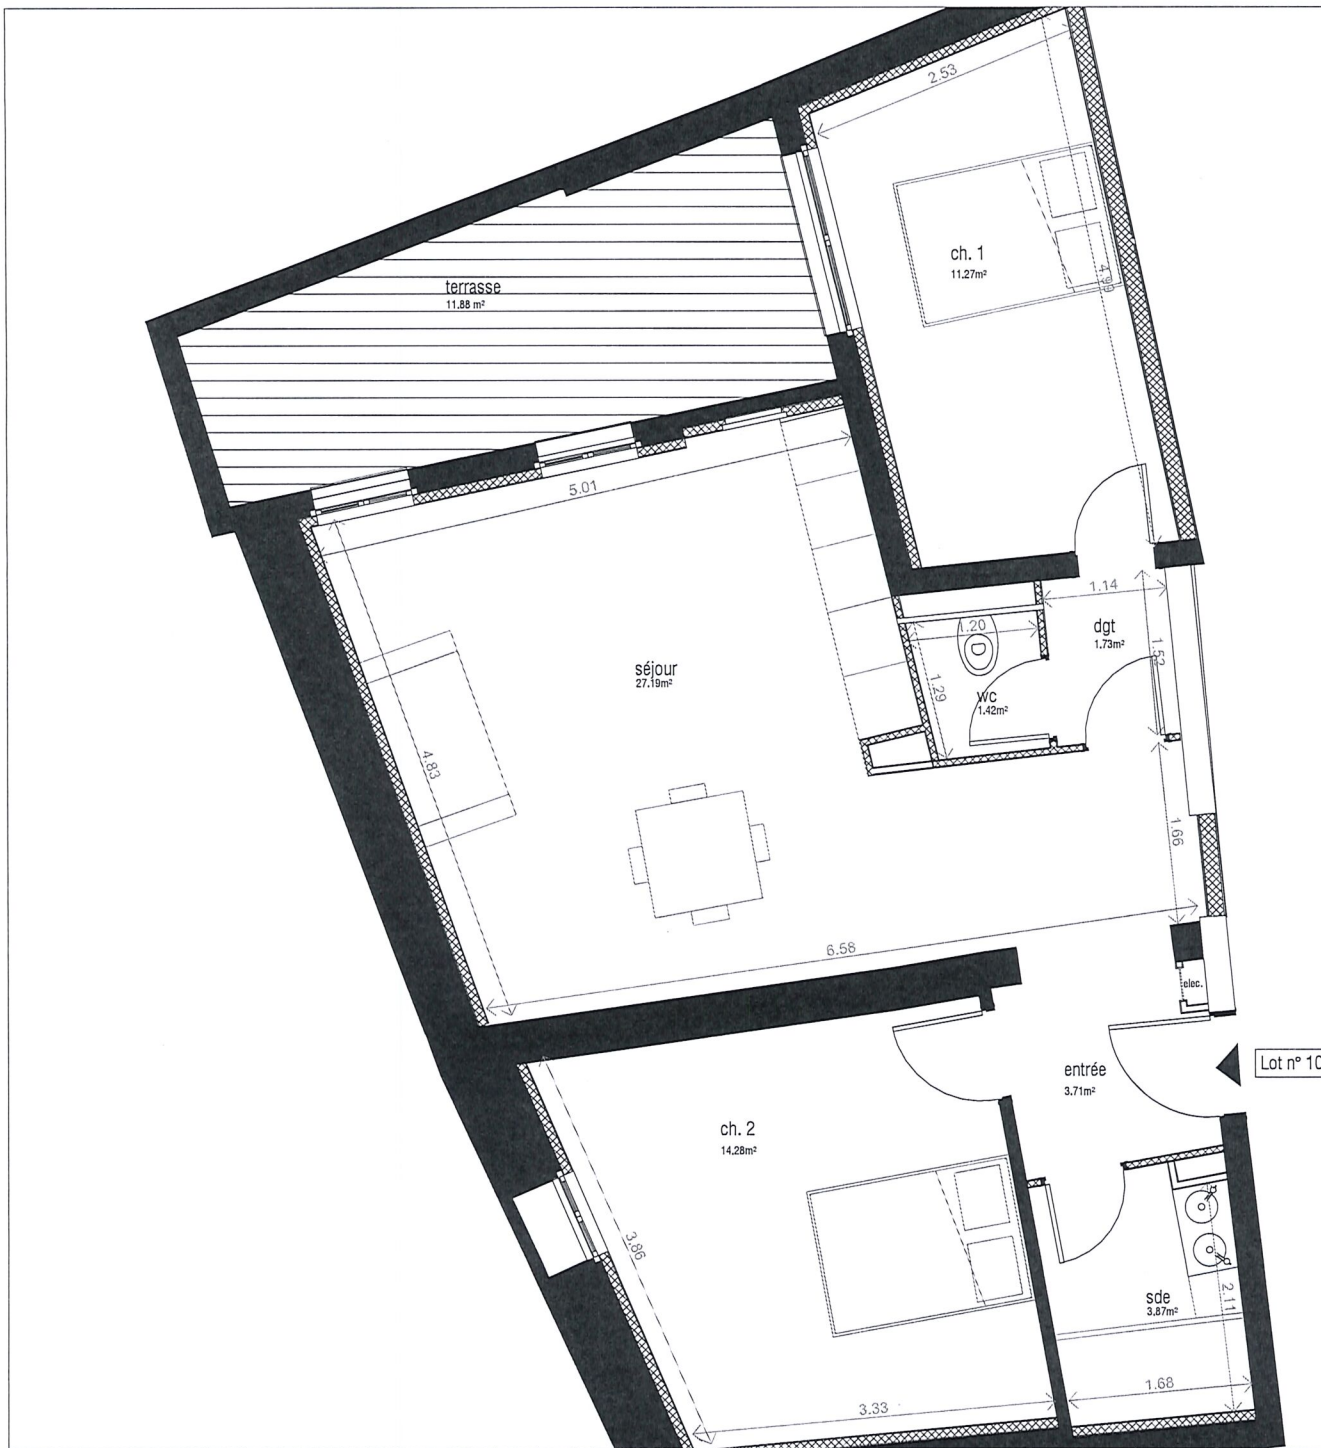 2.53
ch. 1
11.27m²
4.99
terrasse
11.88 m²
5.01
1.14
dgt
1.73m²
1.52
1.20
wc
1.42m²
1.29
séjour
27.19m²
4.83
1.66
6.58
elec.
entrée
3.71m²
Lot n° 10
ch. 2
14.28m²
3.86
sde
3.87m²
2.11
1.68
3.33